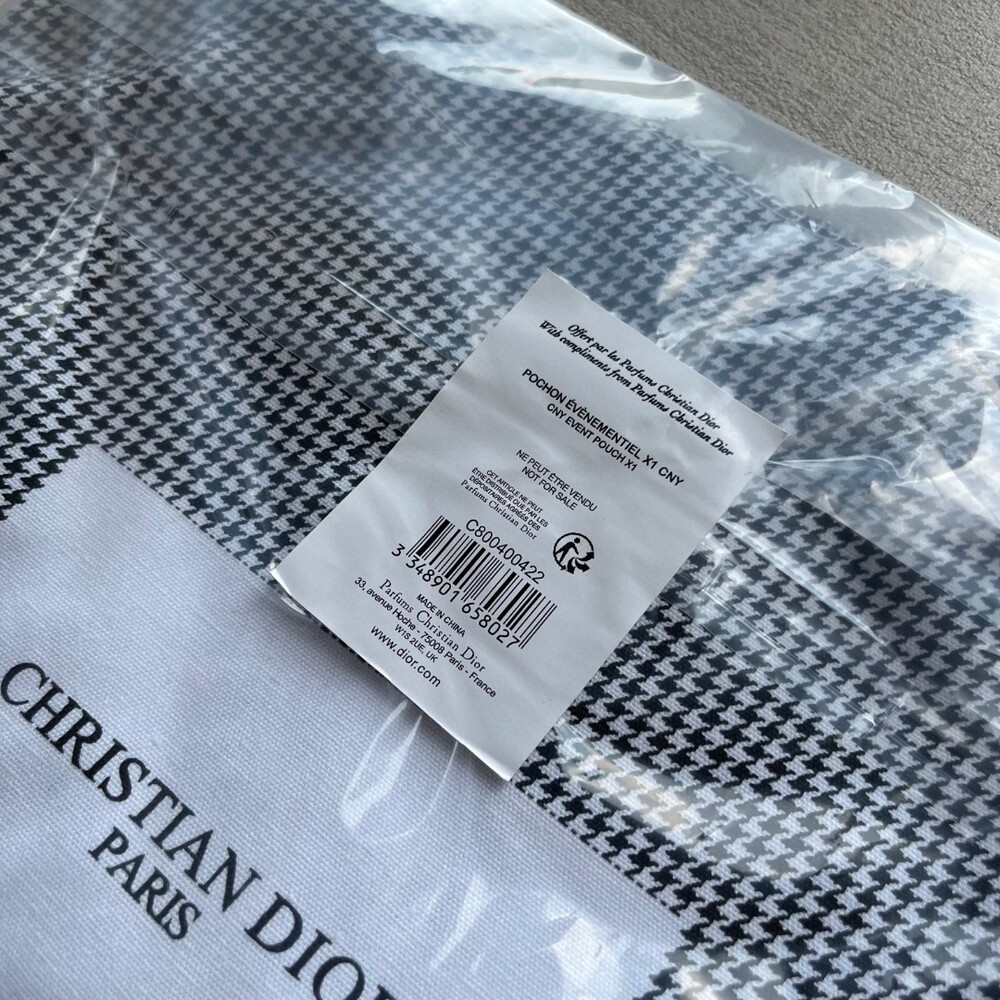 Offert par les Parfums Christian Dior
With compliments from Parfums Christian Dior
POCHON ÉVÈNEMENTIEL X1 CNY
CNY EVENT POUCH X1
NE PEUT ÊTRE VENDU
NOT FOR SALE
CET ARTICLE NE PEUT
ÊTRE DISTRIBUÉ QUE PAR LES
DÉPOSITAIRES AGRÉÉS DES
Parfums Christian Dior
C800400422
3 348901 658027
MADE IN CHINA
Parfums Christian Dior
33, avenue Hoche - 75008 Paris - France
W1S 2UE, UK
www.dior.com
CHRISTIAN DIOR
PARIS